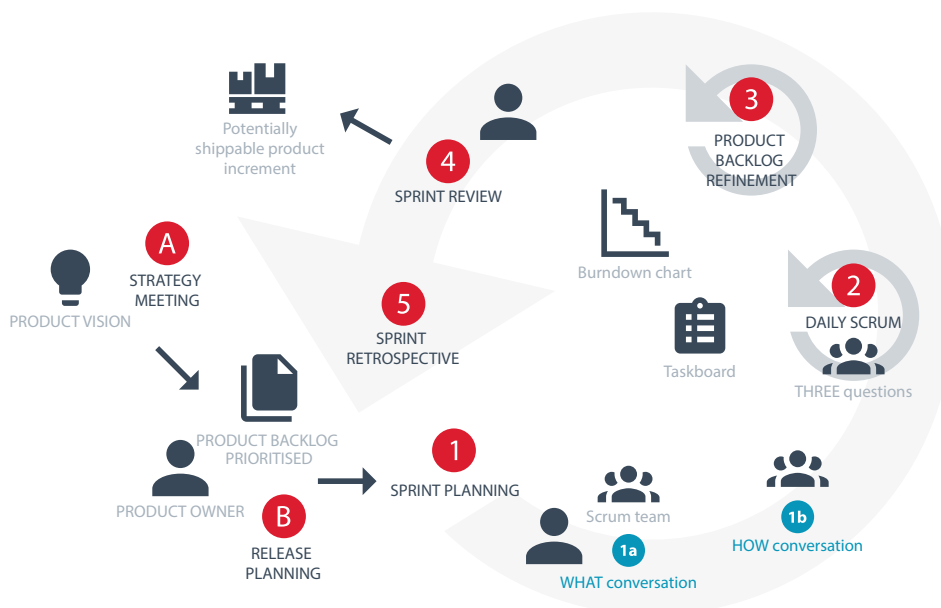 Potentially
shippable product
increment
4
SPRINT REVIEW
3
PRODUCT
BACKLOG
REFINEMENT
A
STRATEGY
MEETING
PRODUCT VISION
Burndown chart
5
SPRINT
RETROSPECTIVE
2
DAILY SCRUM
THREE questions
Taskboard
PRODUCT BACKLOG
PRIORITISED
PRODUCT OWNER
B
RELEASE
PLANNING
1
SPRINT PLANNING
Scrum team
1a
WHAT conversation
1b
HOW conversation